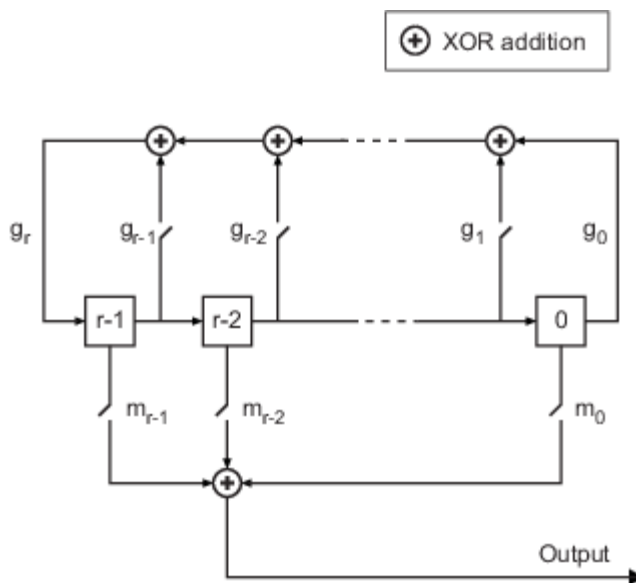 XOR addition
g_r g_{r-1} g_{r-2} g_1 g_0
r-1 r-2 0
m_{r-1} m_{r-2} m_0
Output